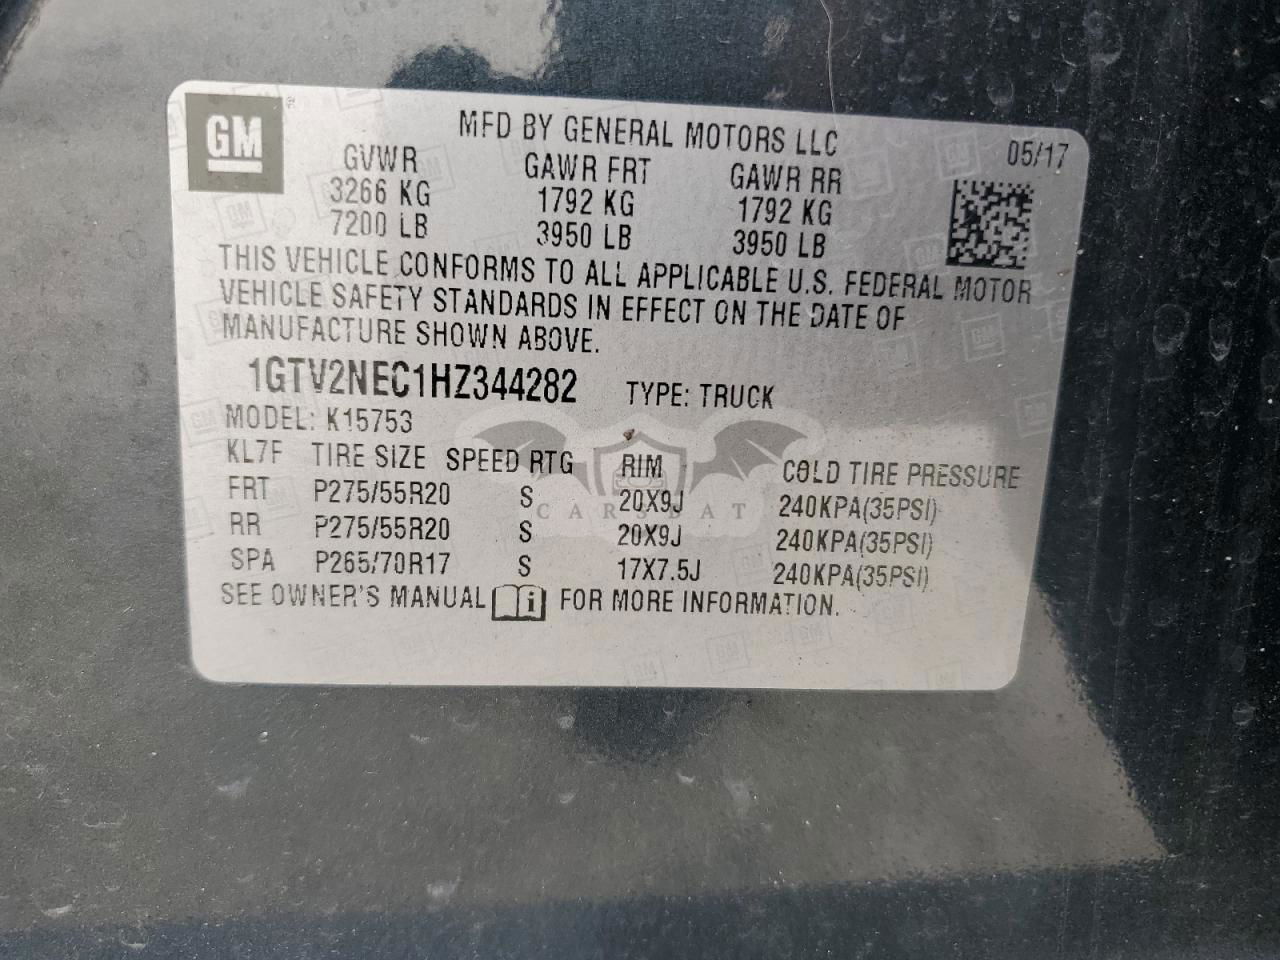 GM ®
MFD BY GENERAL MOTORS LLC 05/17
GVWR GAWR FRT GAWR RR
3266 KG 1792 KG 1792 KG
7200 LB 3950 LB 3950 LB
THIS VEHICLE CONFORMS TO ALL APPLICABLE U.S. FEDERAL MOTOR
VEHICLE SAFETY STANDARDS IN EFFECT ON THE DATE OF
MANUFACTURE SHOWN ABOVE.
1GTV2NEC1HZ344282 TYPE: TRUCK
MODEL: K15753
KL7F TIRE SIZE SPEED RTG RIM COLD TIRE PRESSURE
FRT P275/55R20 S 20X9J 240KPA(35PSI)
CARSBAT
RR P275/55R20 S 20X9J 240KPA(35PSI)
SPA P265/70R17 S 17X7.5J 240KPA(35PSI)
SEE OWNER'S MANUAL i FOR MORE INFORMATION.